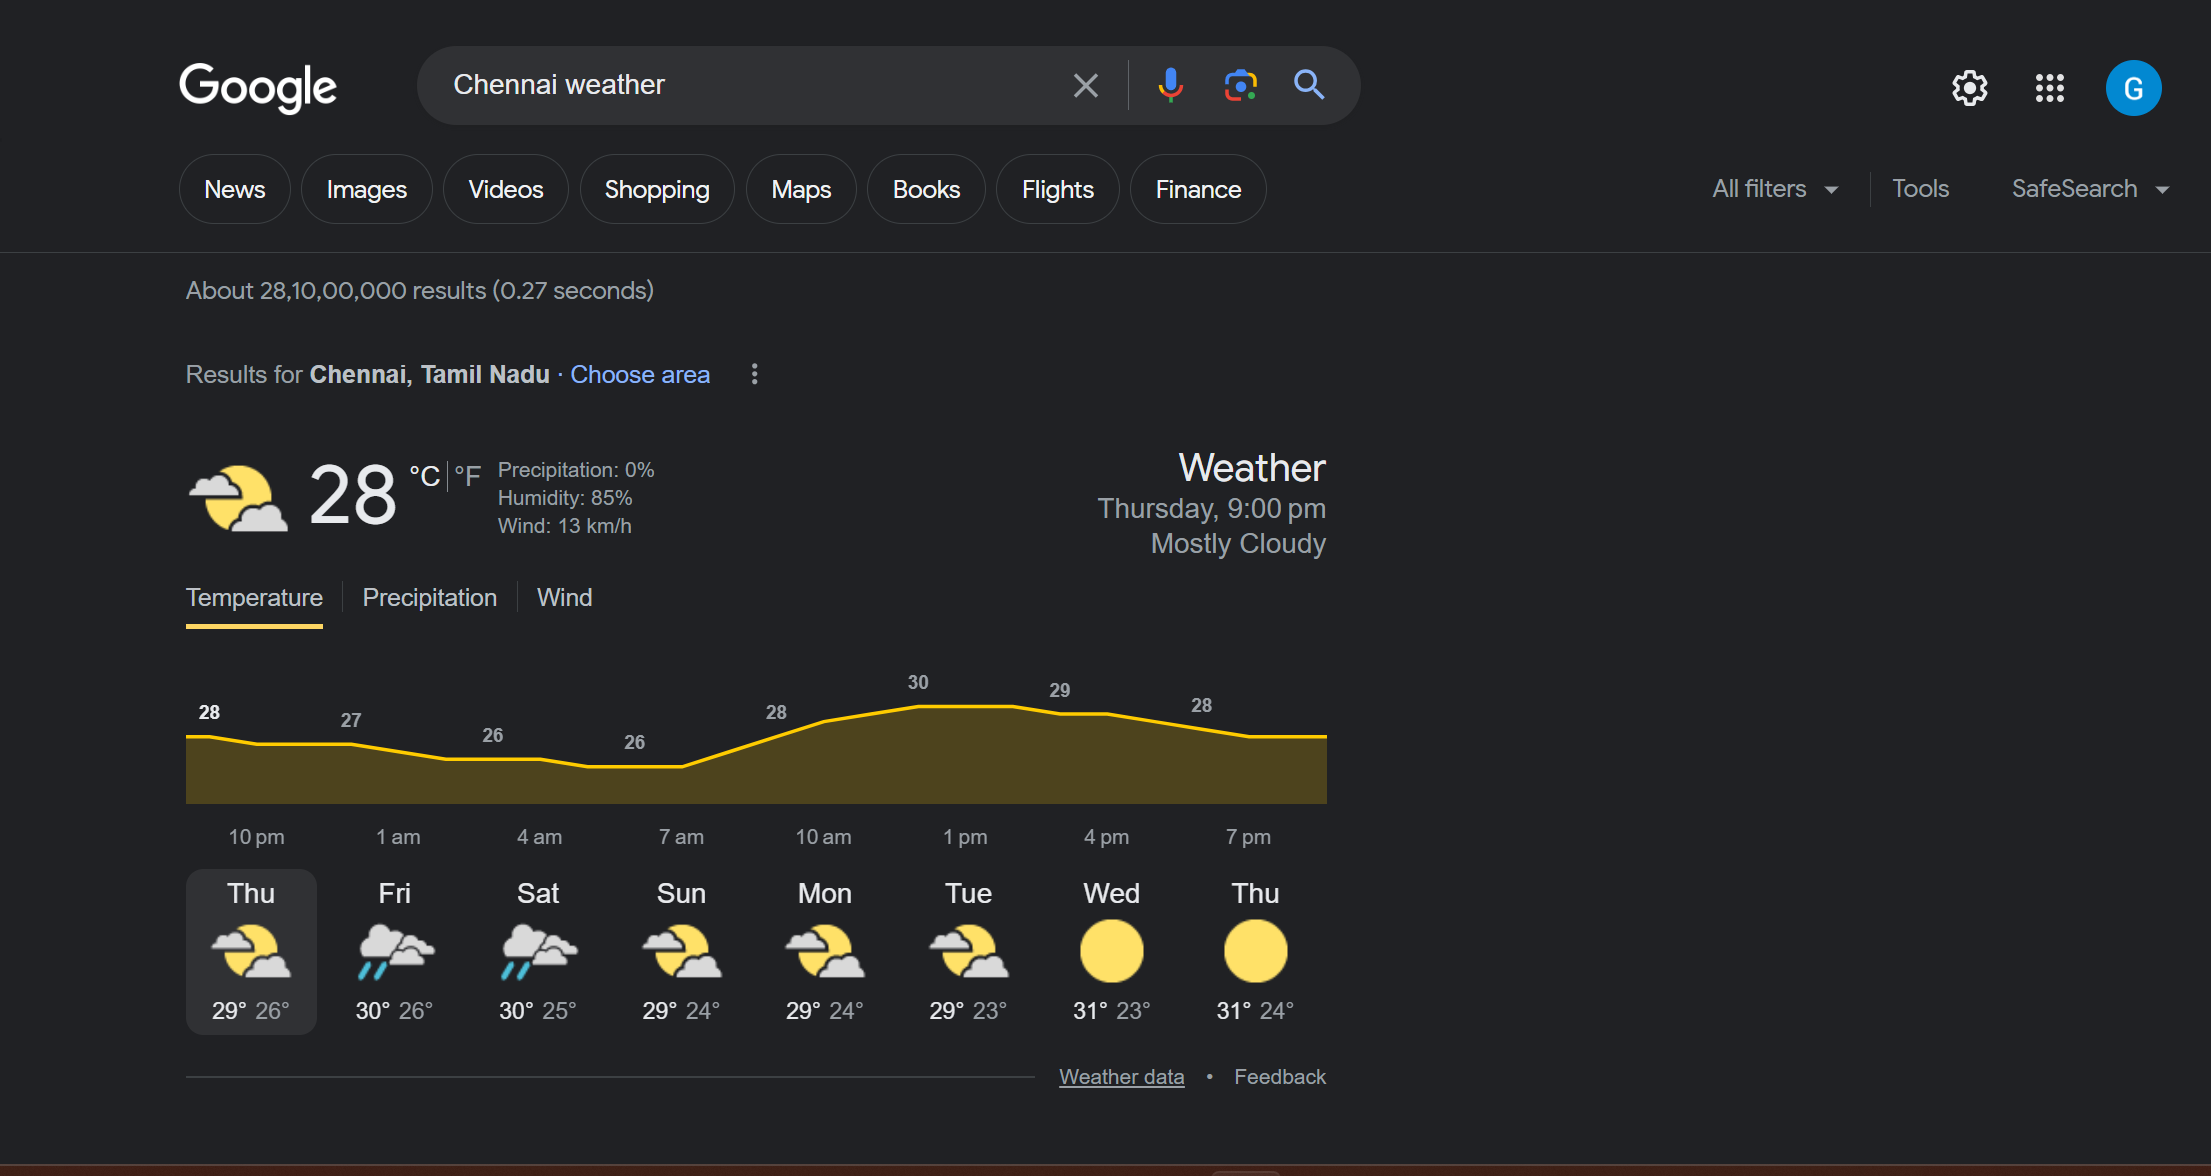 Google
Chennai weather
G
News Images Videos Shopping Maps Books Flights Finance All filters Tools SafeSearch
About 28,10,00,000 results (0.27 seconds)
Results for Chennai, Tamil Nadu · Choose area
28 °C °F
Precipitation: 0%
Humidity: 85%
Wind: 13 km/h
Weather
Thursday, 9:00 pm
Mostly Cloudy
Temperature Precipitation Wind
28 27 26 26 28 30 29 28
10 pm 1 am 4 am 7 am 10 am 1 pm 4 pm 7 pm
Thu Fri Sat Sun Mon Tue Wed Thu
29° 26° 30° 26° 30° 25° 29° 24° 29° 24° 29° 23° 31° 23° 31° 24°
Weather data • Feedback